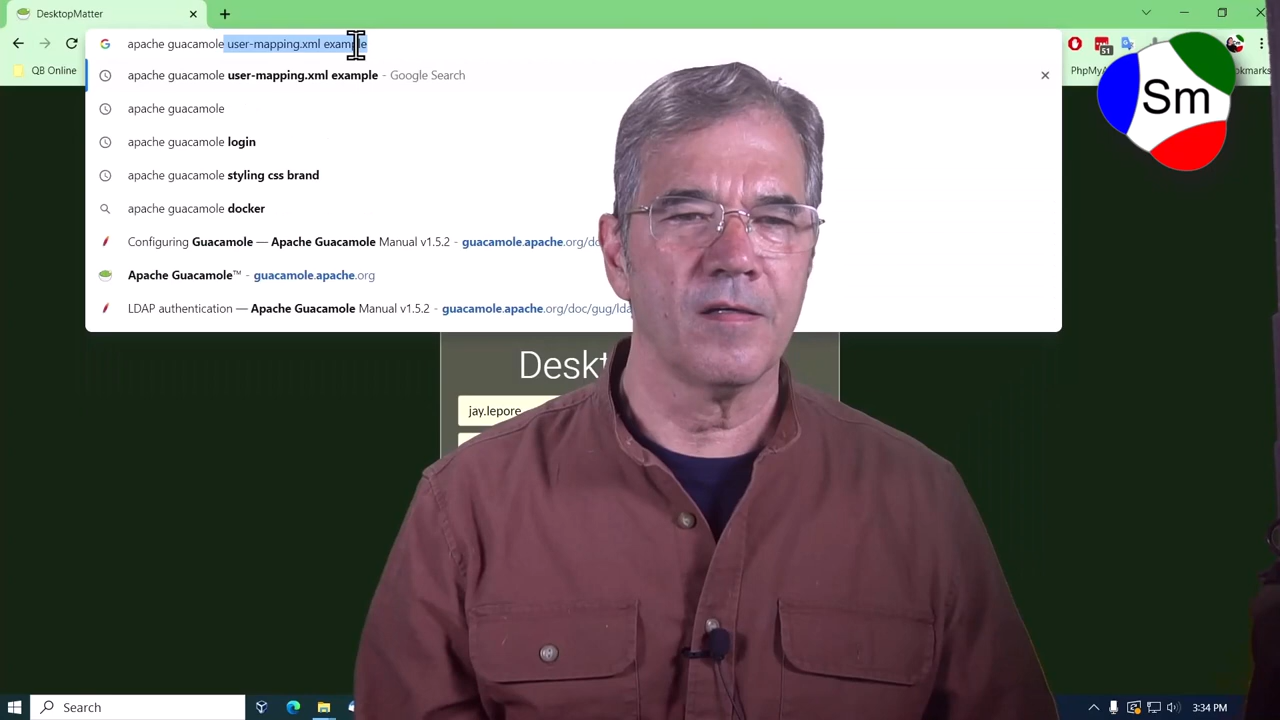 DesktopMatter
apache guacamole user-mapping.xml example
Sm
QB Online
51
apache guacamole user-mapping.xml example - Google Search
apache guacamole
apache guacamole login
apache guacamole styling css brand
apache guacamole docker
Configuring Guacamole — Apache Guacamole Manual v1.5.2 - guacamole.apache.org/do
Apache Guacamole™ - guacamole.apache.org
LDAP authentication — Apache Guacamole Manual v1.5.2 - guacamole.apache.org/doc/gug/lda
Deskt
jay.lepore
Search
3:34 PM